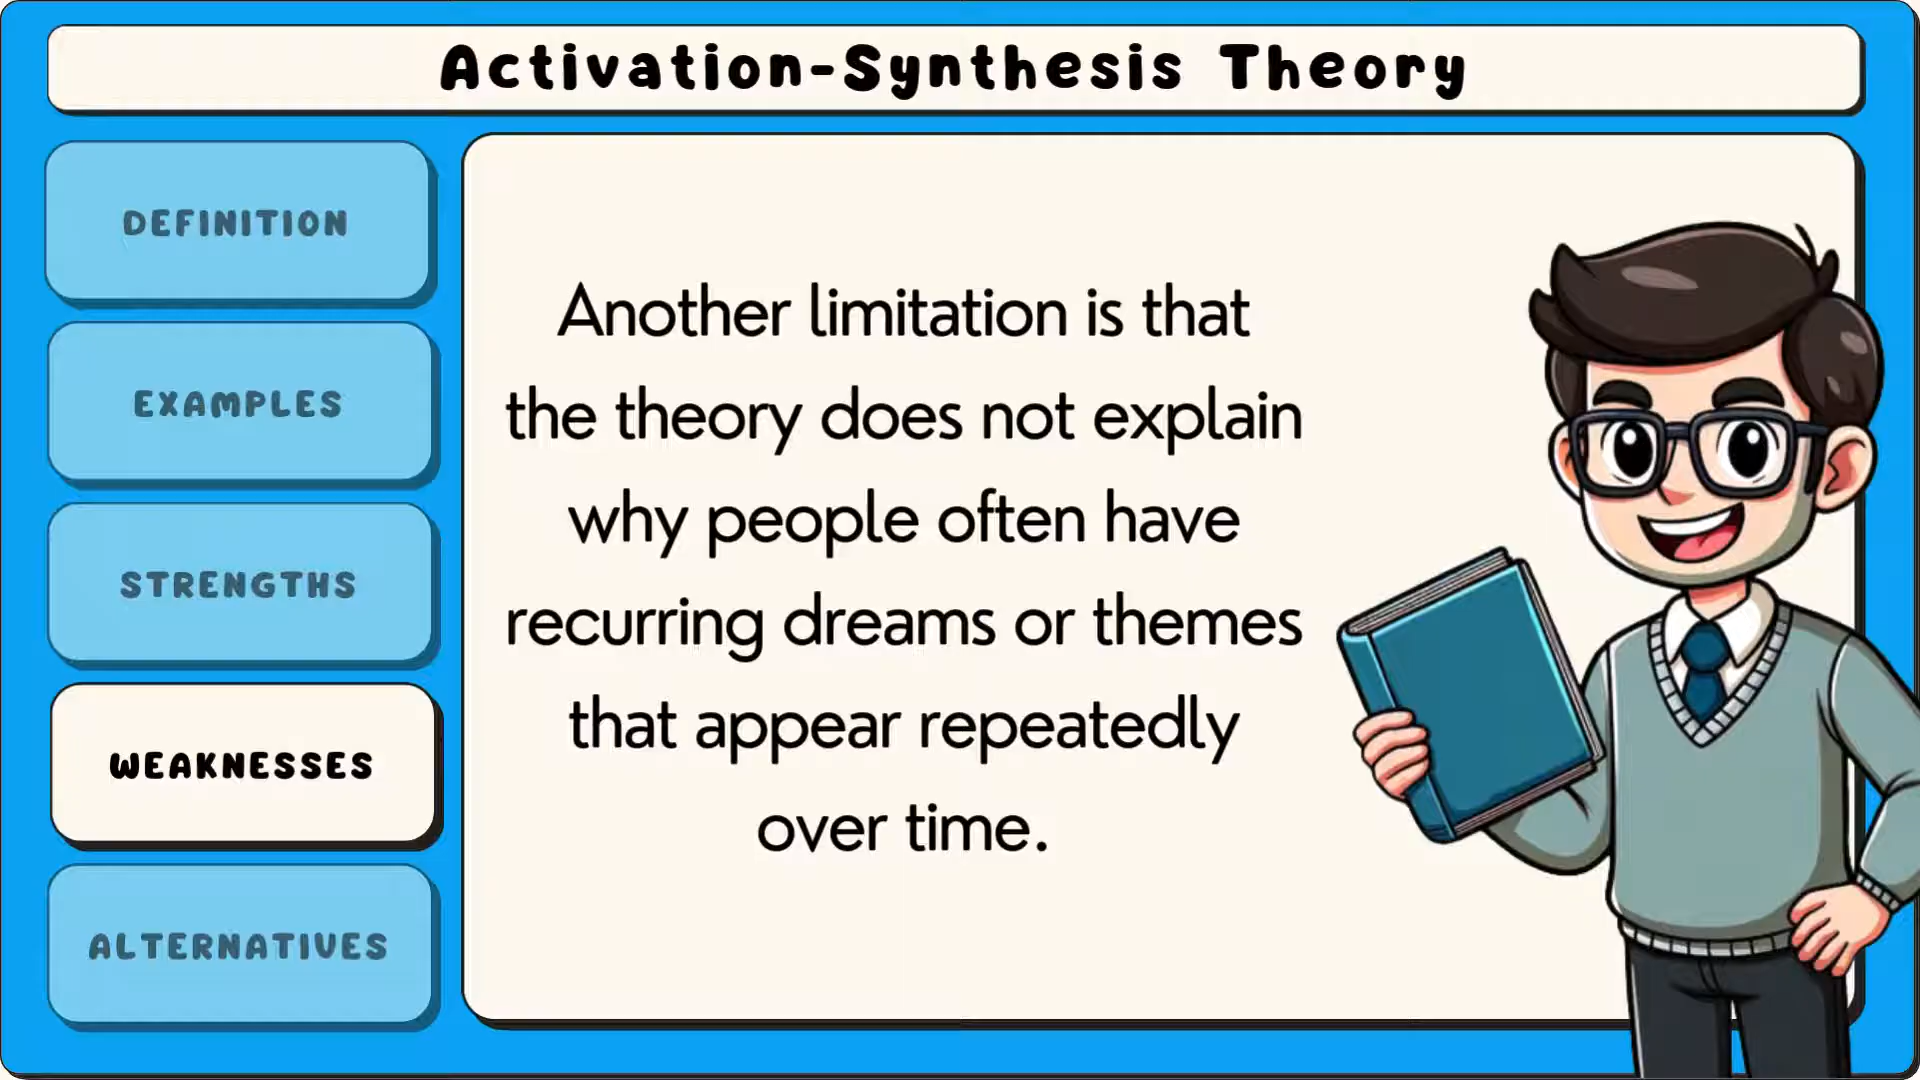 Activation-Synthesis Theory
DEFINITION
EXAMPLES
STRENGTHS
WEAKNESSES
ALTERNATIVES
Another limitation is that
the theory does not explain
why people often have
recurring dreams or themes
that appear repeatedly
over time.